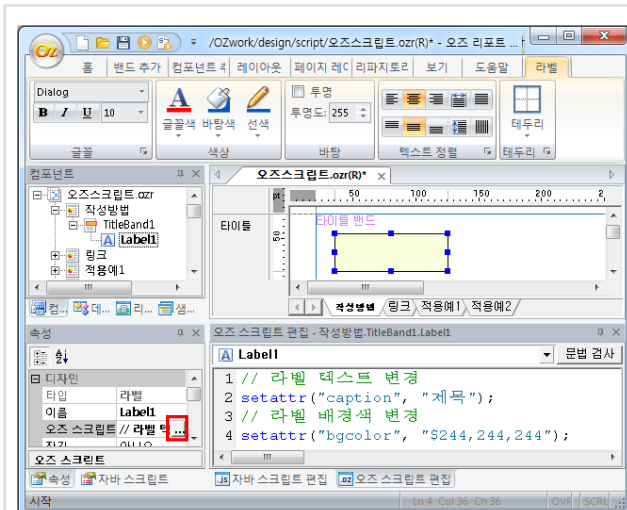 /OZwork/design/script/오즈스크립트.ozr(R)* - 오즈 리포트 ...
홈 밴드 추가 컴포넌트 레이아웃 페이지 레 리파지토리 보기 도움말 라벨
Dialog
B I U 10
글꼴색 바탕색 선색
투명
투명도: 255
테두리
글꼴 색상 바탕 텍스트 정렬 테두리
컴포넌트
오즈스크립트.ozr
작성방법
TitleBand1
Label1
링크
적용예1
컴... 데... 리... 샘...
오즈스크립트.ozr(R)*
pt 50 100 150 200
타이틀
50
타이틀 밴드
작성방법 링크 적용예1 적용예2
속성
디자인
타입 라벨
이름 Label1
오즈 스크립트 // 라벨 텍 ...
오즈 스크립트
속성 자바 스크립트
오즈 스크립트 편집 - 작성방법.TitleBand1.Label1
Label1 문법 검사
1 // 라벨 텍스트 변경
2 setattr("caption", "제목");
3 // 라벨 배경색 변경
4 setattr("bgcolor", "$244,244,244");
자바 스크립트 편집 오즈 스크립트 편집
시작 Ln 4 Col 36 Ch 36 OVR SCRL